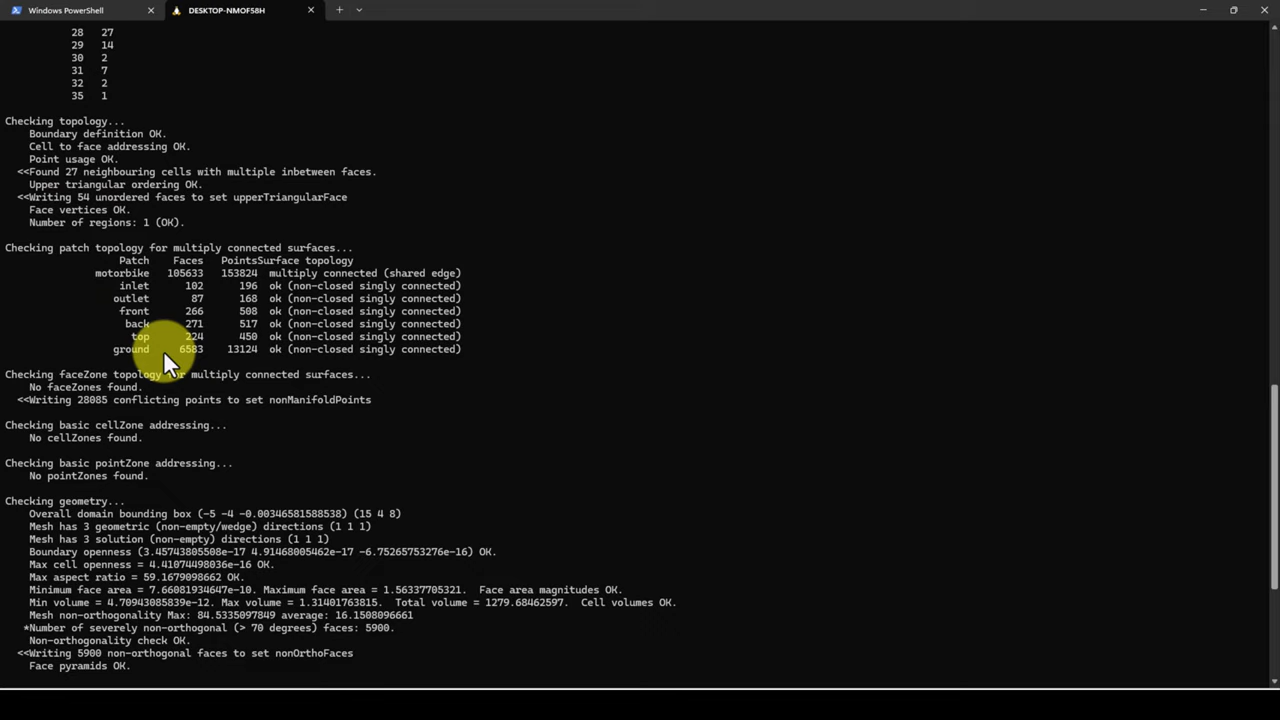 Windows PowerShell
DESKTOP-NMOF58H
28 27
29 14
30 2
31 7
32 2
35 1
Checking topology...
Boundary definition OK.
Cell to face addressing OK.
Point usage OK.
<<Found 27 neighbouring cells with multiple inbetween faces.
Upper triangular ordering OK.
<<Writing 54 unordered faces to set upperTriangularFace
Face vertices OK.
Number of regions: 1 (OK).
Checking patch topology for multiply connected surfaces...
Patch Faces PointsSurface topology
motorbike 105633 153824 multiply connected (shared edge)
inlet 102 196 ok (non-closed singly connected)
outlet 87 168 ok (non-closed singly connected)
front 266 508 ok (non-closed singly connected)
back 271 517 ok (non-closed singly connected)
top 224 450 ok (non-closed singly connected)
ground 6583 13124 ok (non-closed singly connected)
Checking faceZone topology for multiply connected surfaces...
No faceZones found.
<<Writing 28085 conflicting points to set nonManifoldPoints
Checking basic cellZone addressing...
No cellZones found.
Checking basic pointZone addressing...
No pointZones found.
Checking geometry...
Overall domain bounding box (-5 -4 -0.00346581588538) (15 4 8)
Mesh has 3 geometric (non-empty/wedge) directions (1 1 1)
Mesh has 3 solution (non-empty) directions (1 1 1)
Boundary openness (3.45743805508e-17 4.91468005462e-17 -6.75265753276e-16) OK.
Max cell openness = 4.41074498036e-16 OK.
Max aspect ratio = 59.1679098662 OK.
Minimum face area = 7.66081934647e-10. Maximum face area = 1.56337705321. Face area magnitudes OK.
Min volume = 4.70943085839e-12. Max volume = 1.31401763815. Total volume = 1279.68462597. Cell volumes OK.
Mesh non-orthogonality Max: 84.5335097849 average: 16.1508096661
*Number of severely non-orthogonal (> 70 degrees) faces: 5900.
Non-orthogonality check OK.
<<Writing 5900 non-orthogonal faces to set nonOrthoFaces
Face pyramids OK.